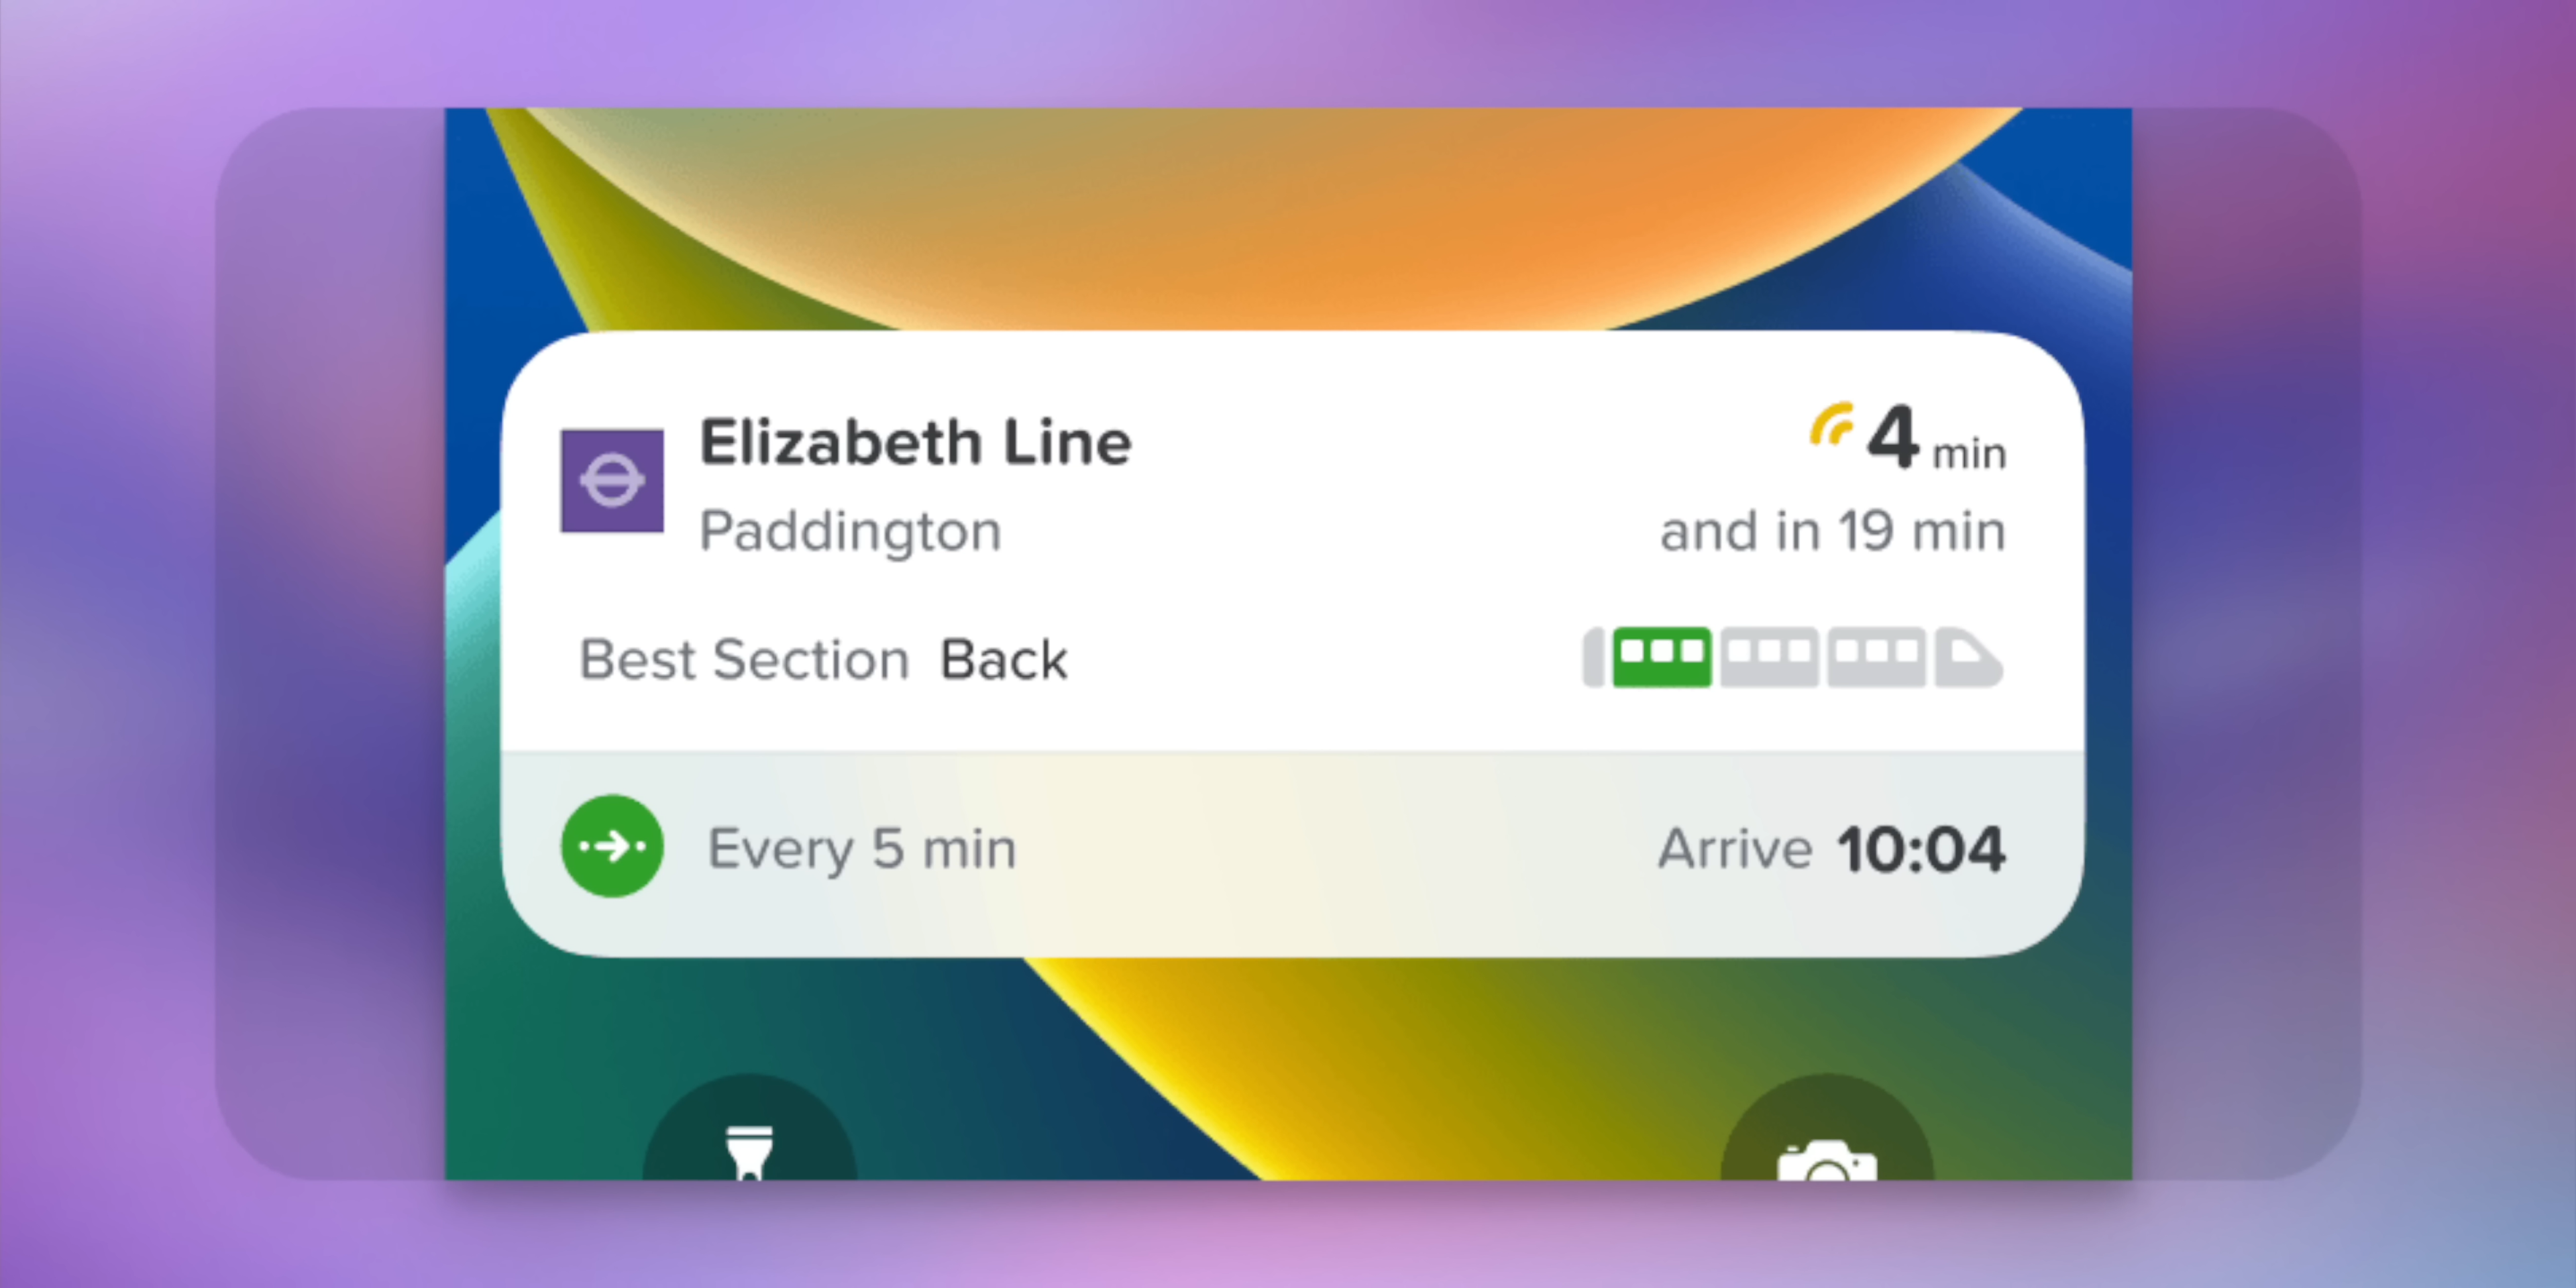 Elizabeth Line
4 min
Paddington
and in 19 min
Best Section Back
Every 5 min
Arrive 10:04